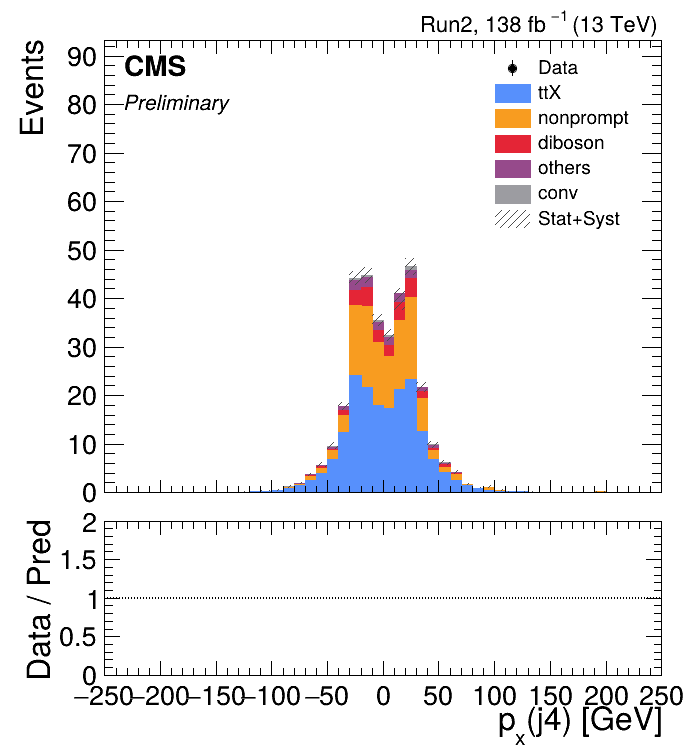 Run2, 138 fb⁻¹ (13 TeV)
CMS
Preliminary
Events
90
80
70
60
50
40
30
20
10
0
Data
ttX
nonprompt
diboson
others
conv
Stat+Syst
Data / Pred
2
1.5
1
0.5
0
−250 −200 −150 −100 −50 0 50 100 150 200 250
pₓ(j4) [GeV]